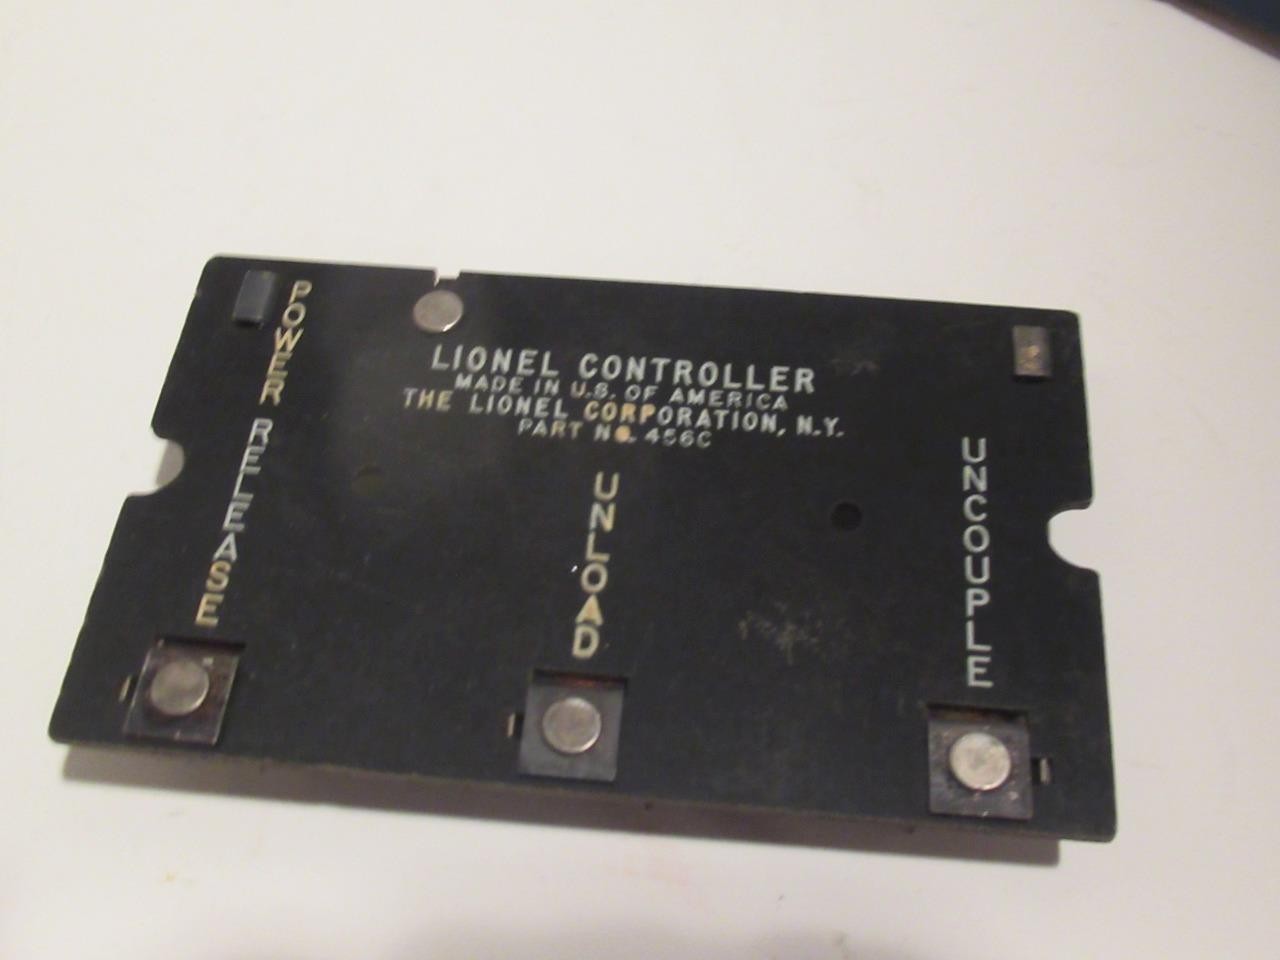 LIONEL CONTROLLER
MADE IN U.S. OF AMERICA
THE LIONEL CORPORATION, N.Y.
PART NO. 456C
POWER RELEASE
UNLOAD
UNCOUPLE